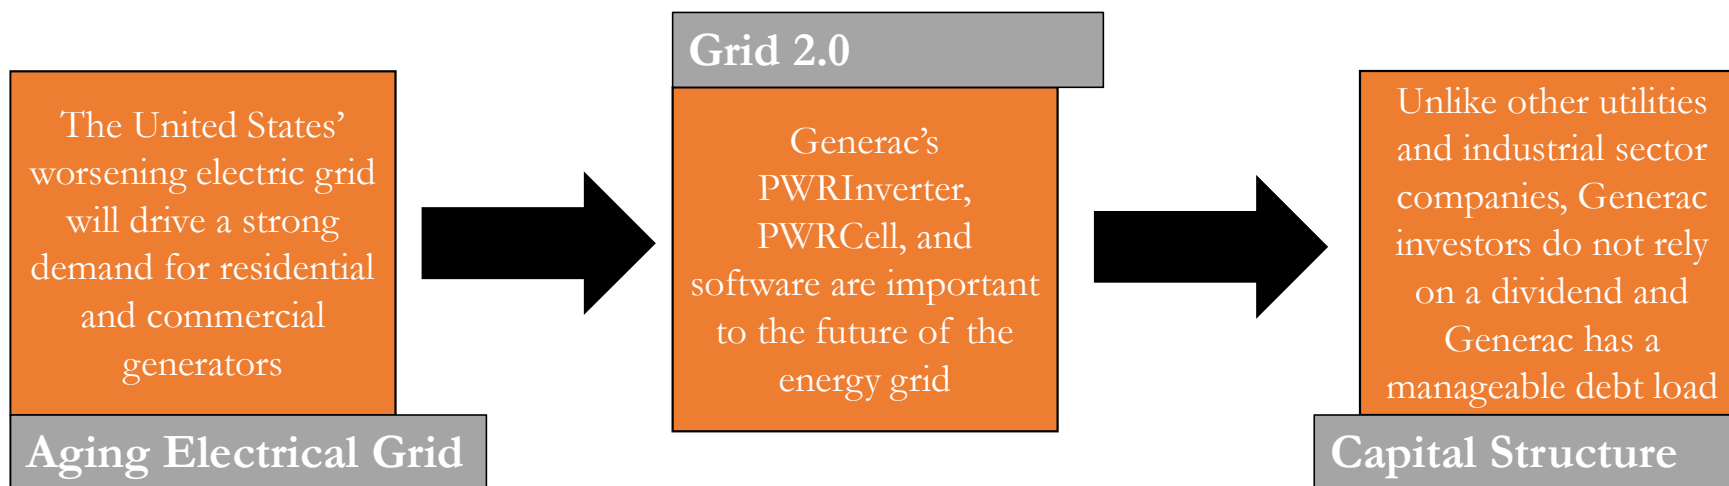 The United States’
worsening electric grid
will drive a strong
demand for residential
and commercial
generators
Aging Electrical Grid
Grid 2.0
Generac’s
PWRInverter,
PWRCell, and
software are important
to the future of the
energy grid
Unlike other utilities
and industrial sector
companies, Generac
investors do not rely
on a dividend and
Generac has a
manageable debt load
Capital Structure